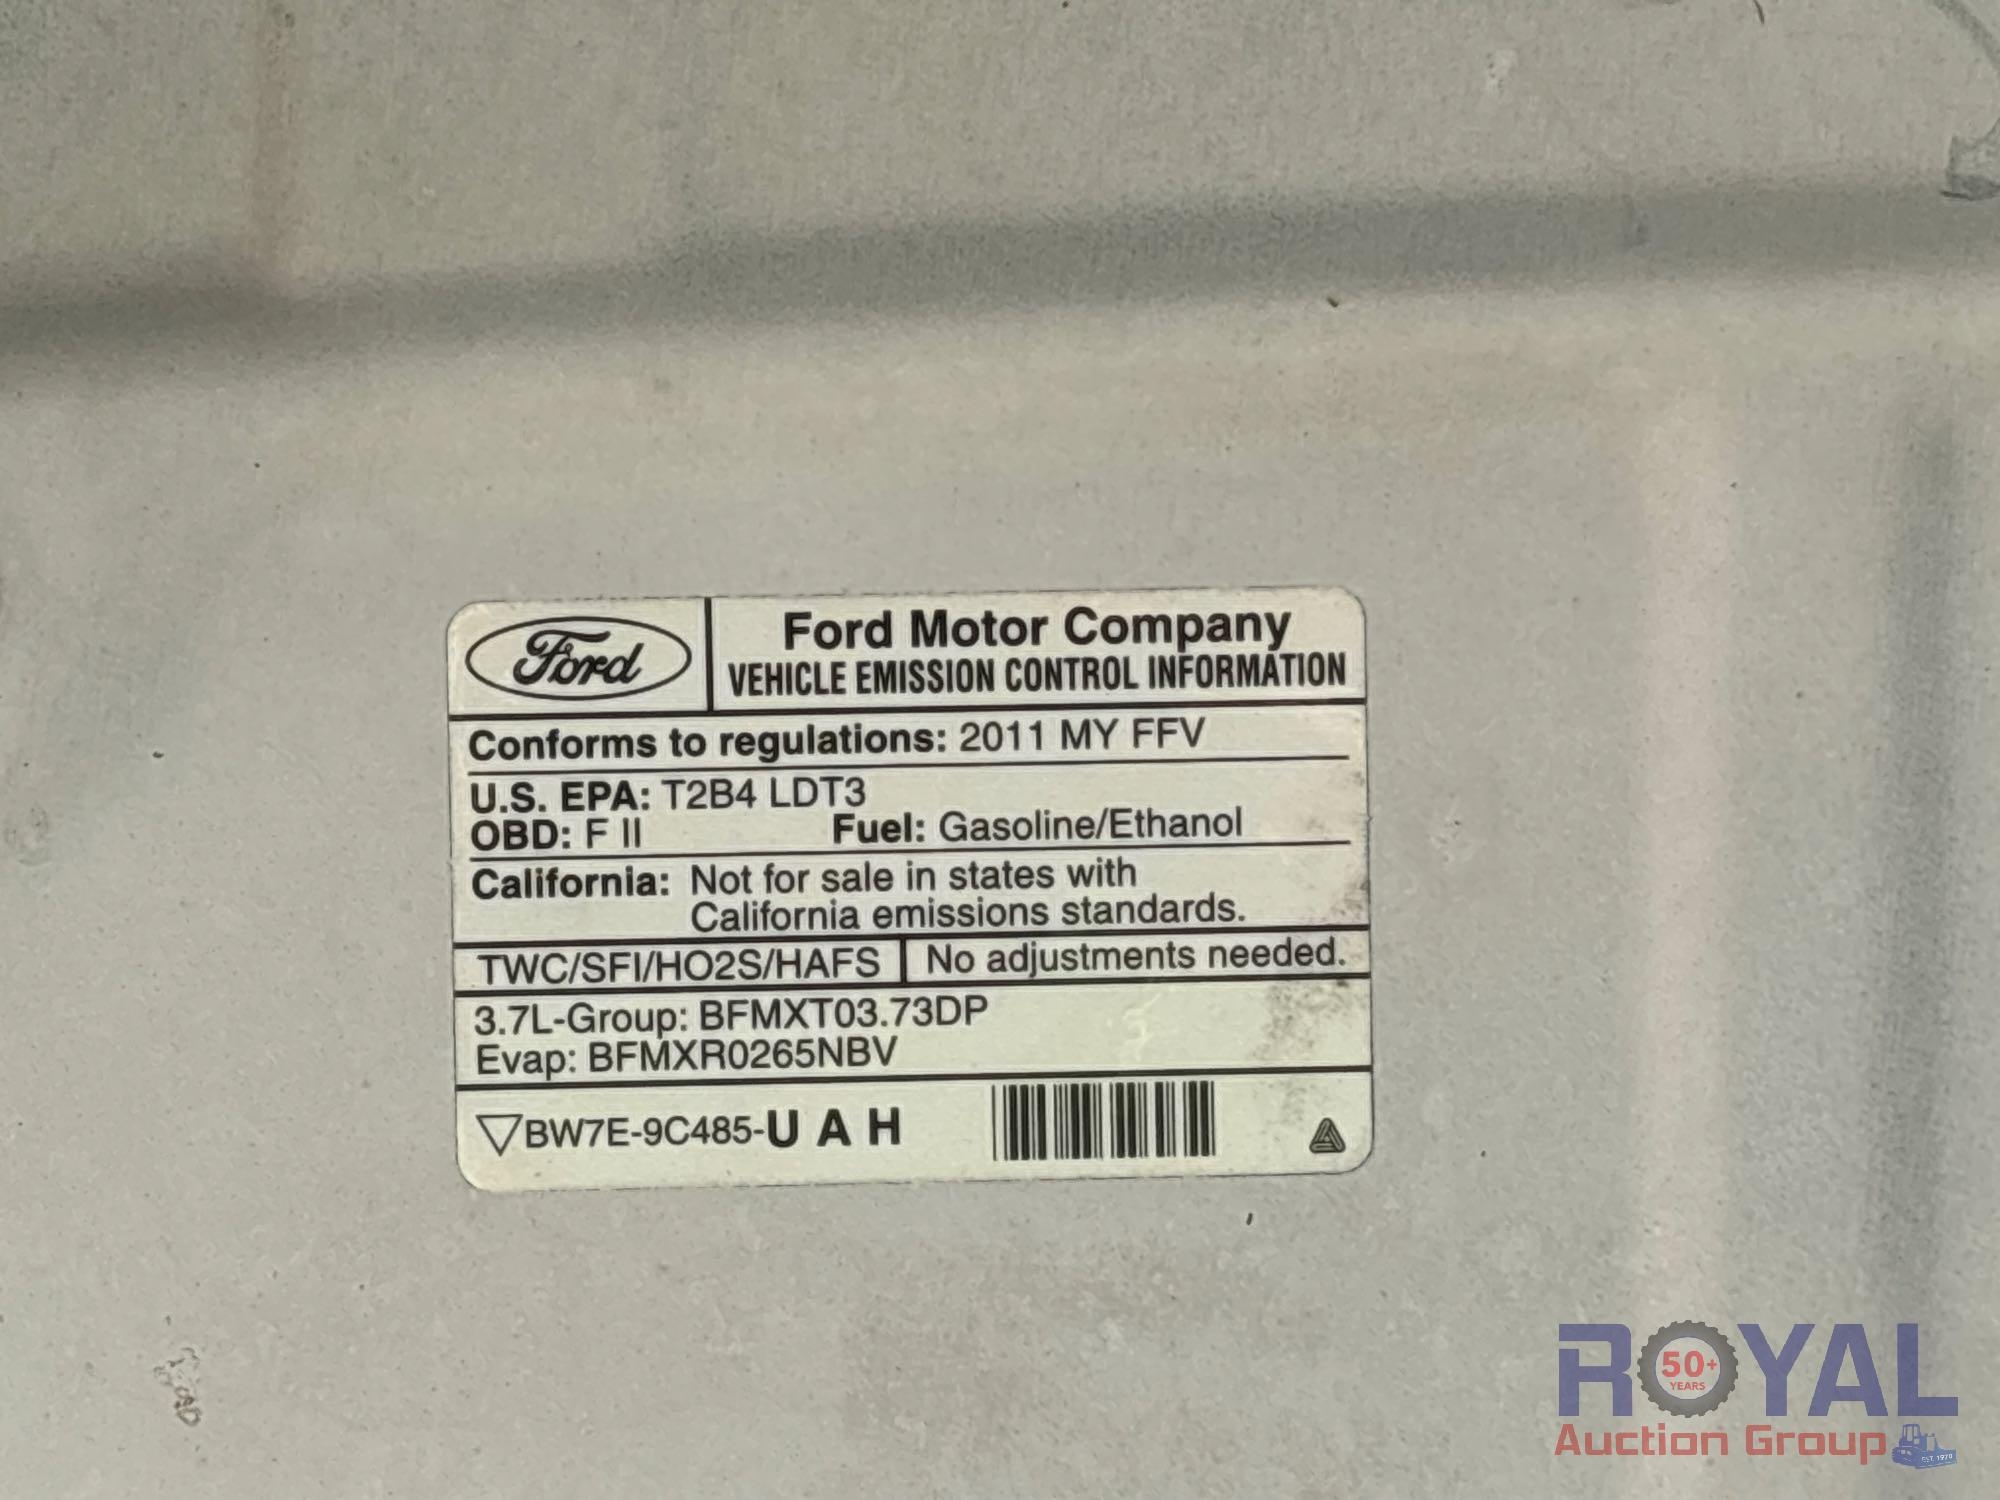 Ford
Ford Motor Company
VEHICLE EMISSION CONTROL INFORMATION
Conforms to regulations: 2011 MY FFV
U.S. EPA: T2B4 LDT3
OBD: F II Fuel: Gasoline/Ethanol
California: Not for sale in states with
California emissions standards.
TWC/SFI/HO2S/HAFS No adjustments needed.
3.7L-Group: BFMXT03.73DP
Evap: BFMXR0265NBV
BW7E-9C485-U A H
ROYAL
50+
YEARS
Auction Group
EST. 1970